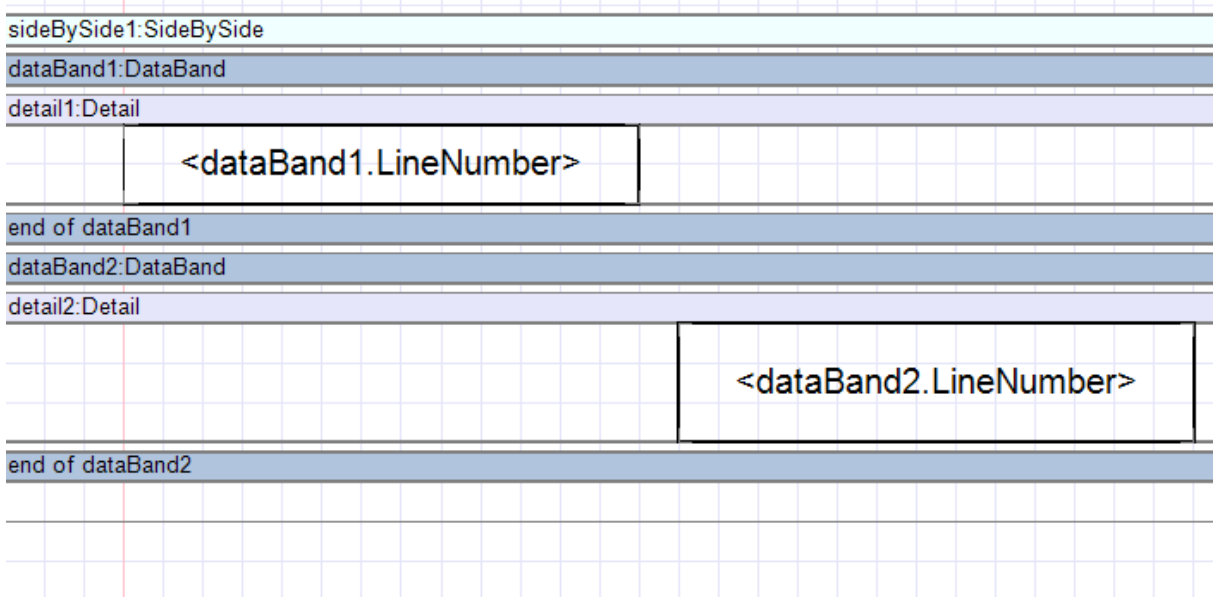 sideBySide1:SideBySide
dataBand1:DataBand
detail1:Detail
<dataBand1.LineNumber>
end of dataBand1
dataBand2:DataBand
detail2:Detail
<dataBand2.LineNumber>
end of dataBand2